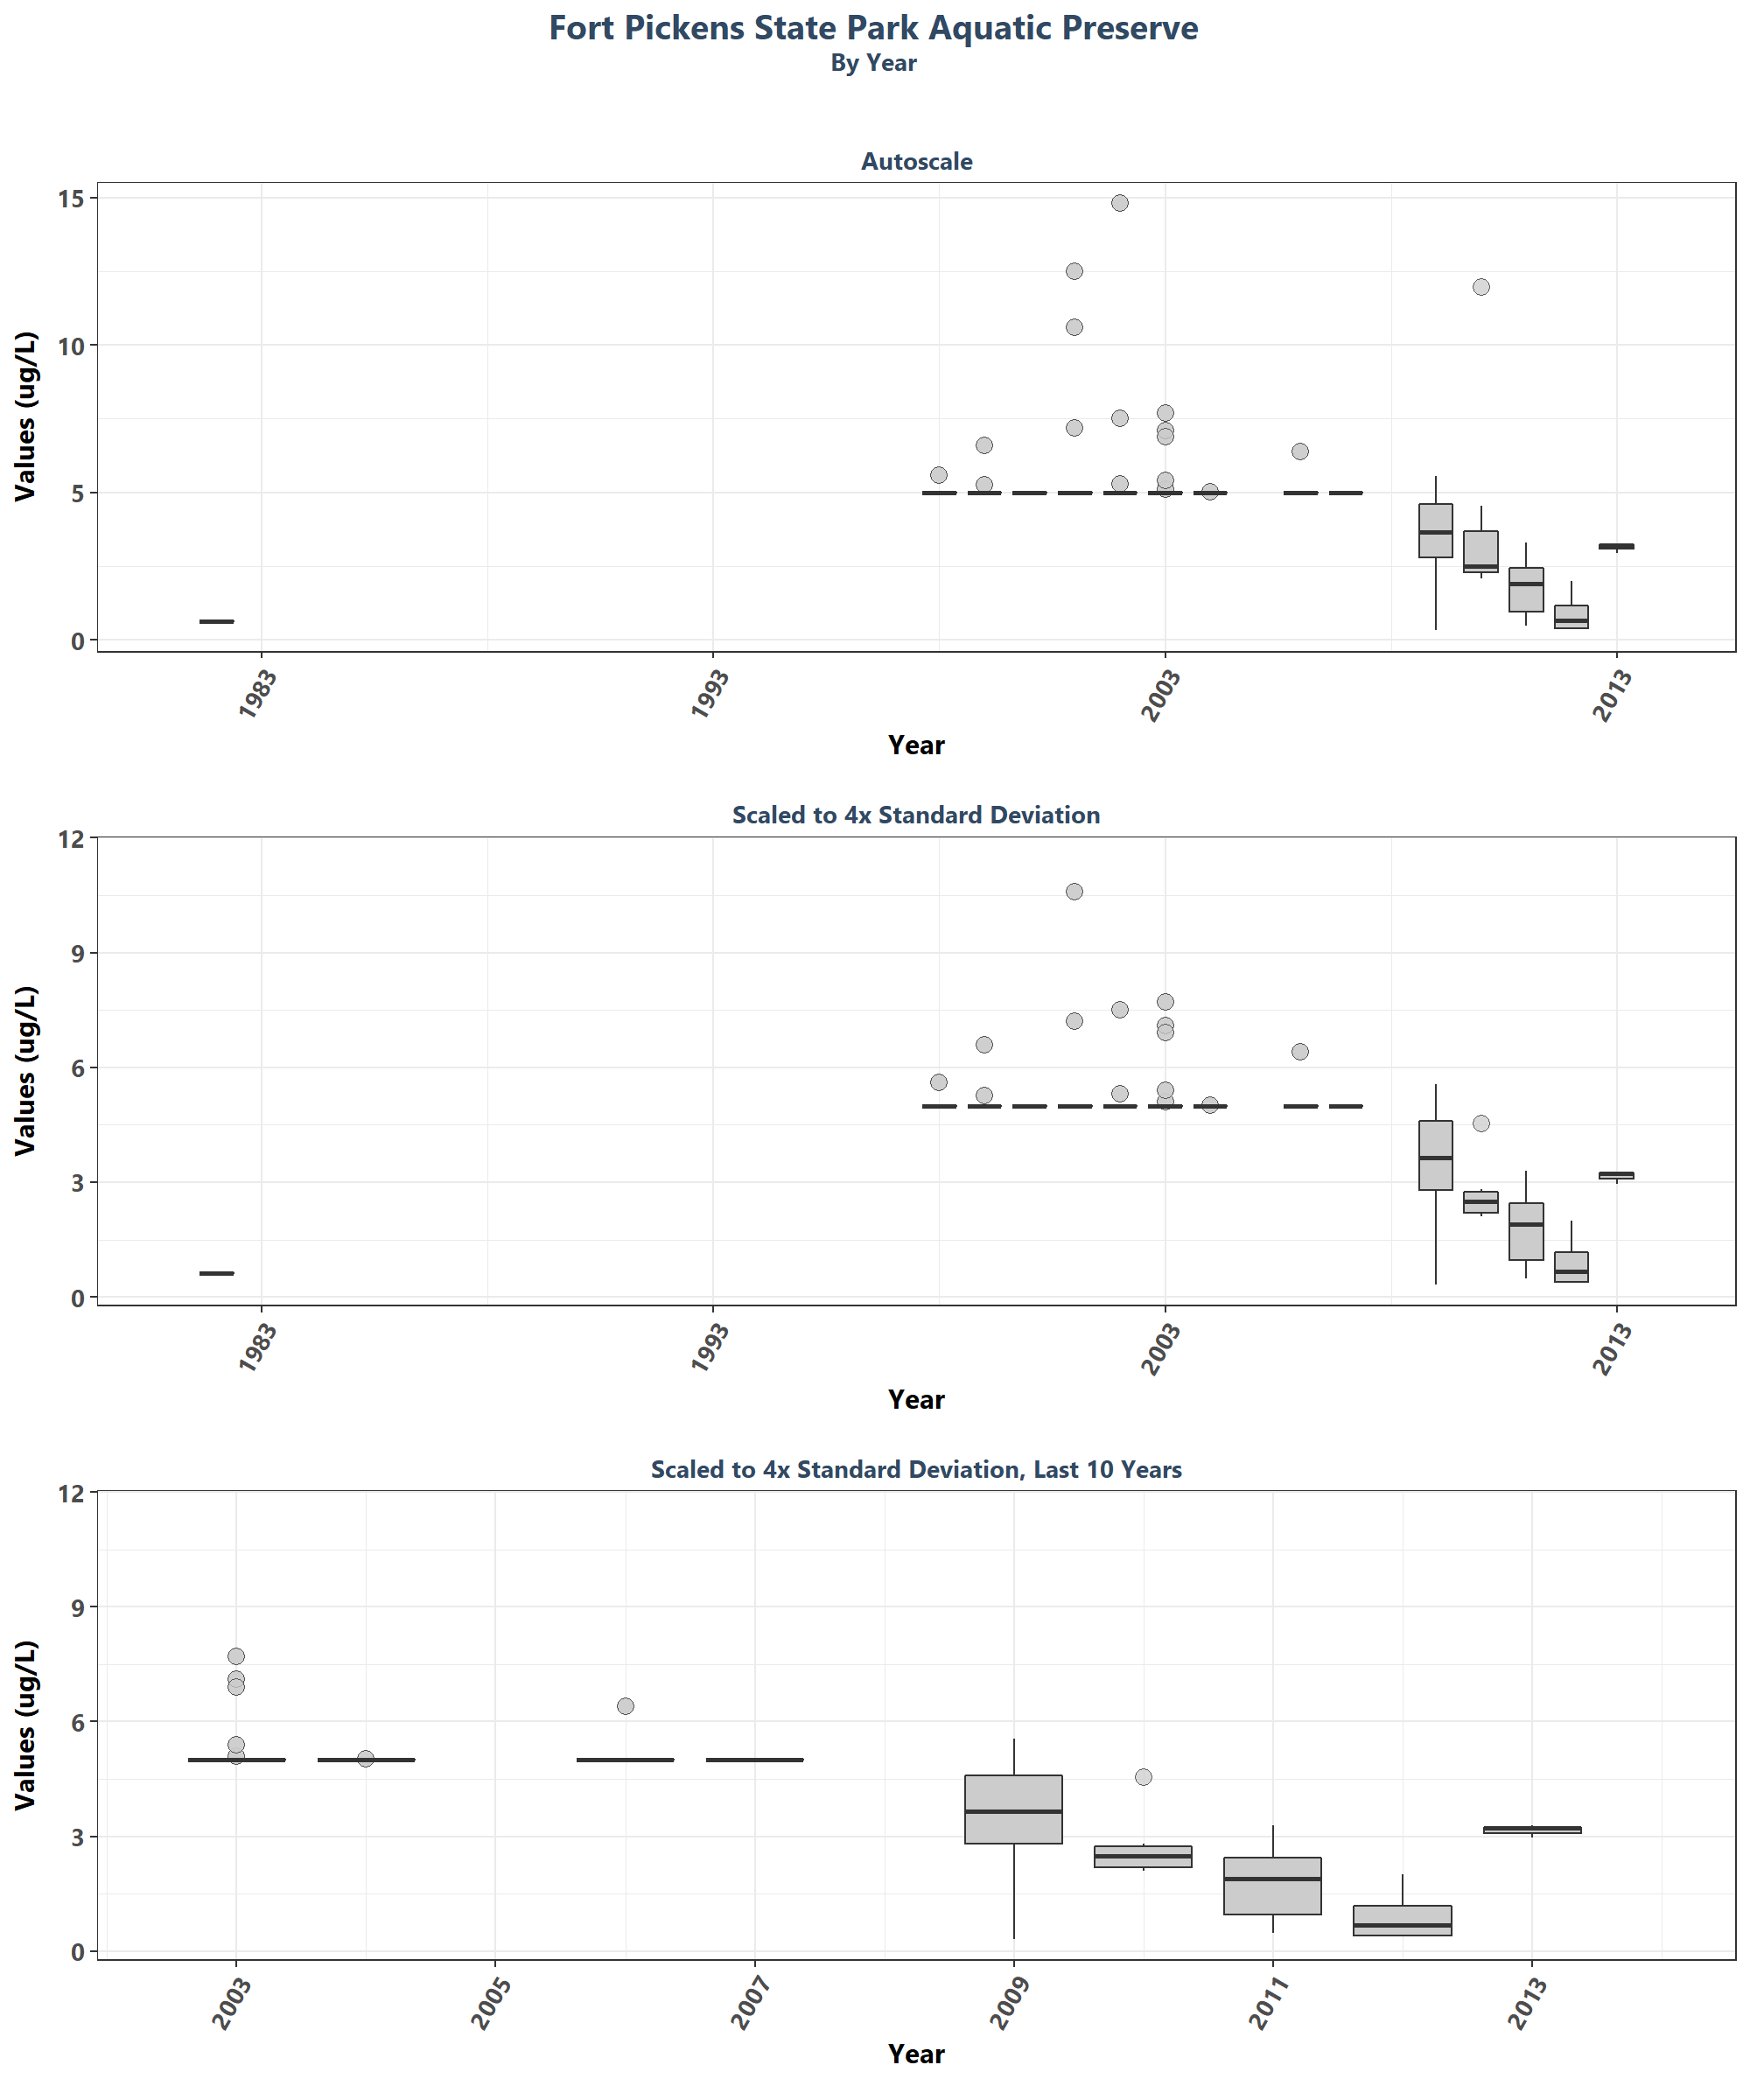 Fort Pickens State Park Aquatic Preserve
By Year
Autoscale
Values (ug/L)
15
10
5
0
1983
1993
2003
2013
Year
Scaled to 4x Standard Deviation
Values (ug/L)
12
9
6
3
0
1983
1993
2003
2013
Year
Scaled to 4x Standard Deviation, Last 10 Years
Values (ug/L)
12
9
6
3
0
2003
2005
2007
2009
2011
2013
Year